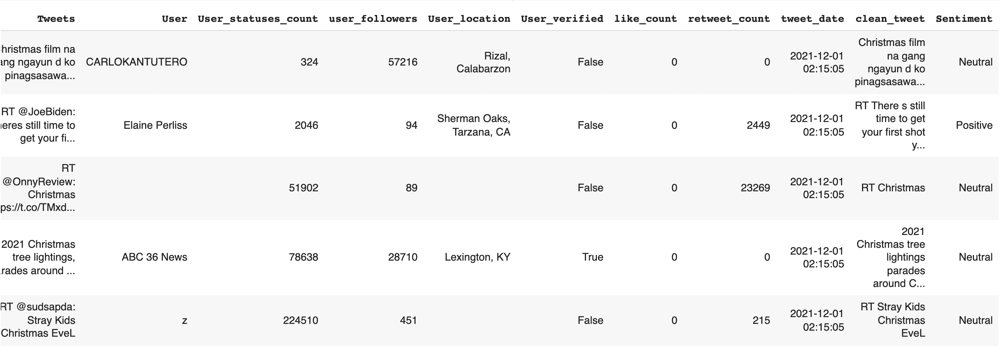 Tweets User User_statuses_count user_followers User_location User_verified like_count retweet_count tweet_date clean_tweet Sentiment
hristmas film na
ang ngayun d ko
pinagsasawa...
CARLOKANTUTERO
324
57216
Rizal,
Calabarzon
False
0
0
2021-12-01
02:15:05
Christmas film
na gang
ngayun d ko
pinagsasawa...
Neutral
RT @JoeBiden:
eres still time to
get your fi...
Elaine Perliss
2046
94
Sherman Oaks,
Tarzana, CA
False
0
2449
2021-12-01
02:15:05
RT There s still
time to get
your first shot
y...
Positive
RT
@OnnyReview:
Christmas
ps://t.co/TMxd...
51902
89
False
0
23269
2021-12-01
02:15:05
RT Christmas
Neutral
2021 Christmas
tree lightings,
rades around ...
ABC 36 News
78638
28710
Lexington, KY
True
0
0
2021-12-01
02:15:05
2021
Christmas tree
lightings
parades
around C...
Neutral
RT @sudsapda:
Stray Kids
Christmas EveL
z
224510
451
False
0
215
2021-12-01
02:15:05
RT Stray Kids
Christmas
EveL
Neutral